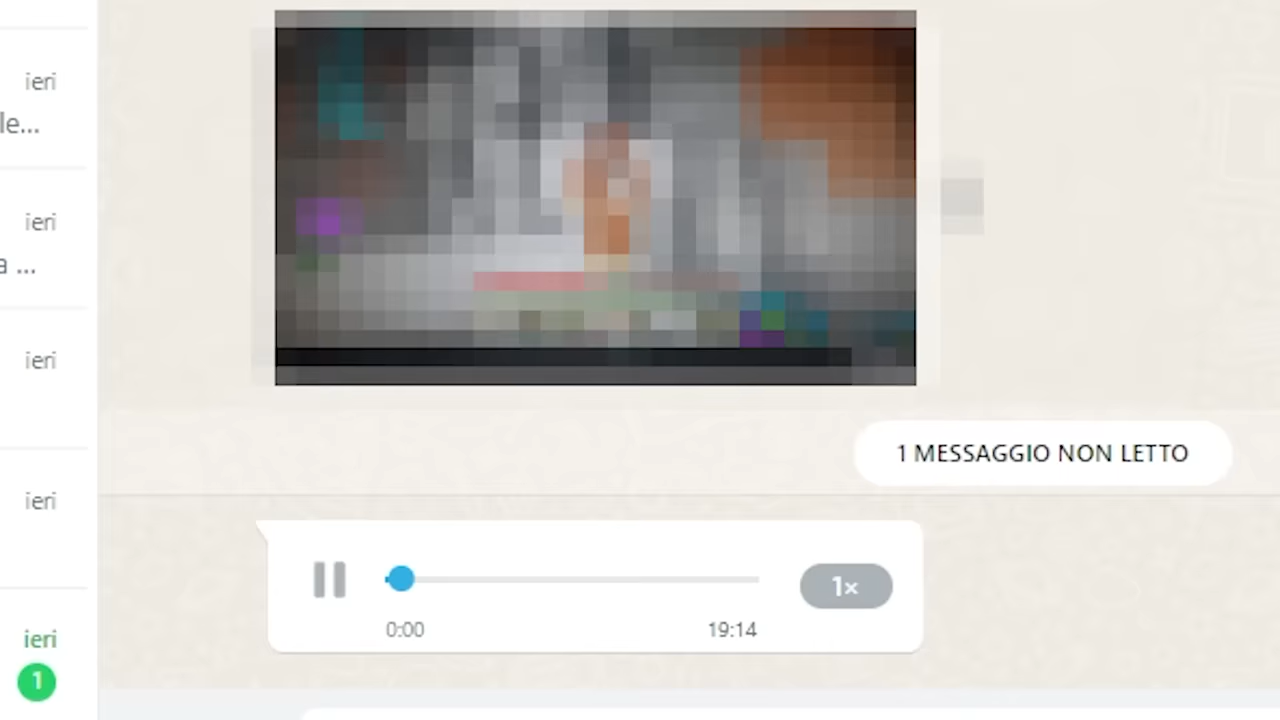 ieri
le...
ieri
a ...
ieri
ieri
ieri
1
1 MESSAGGIO NON LETTO
1×
0:00
19:14